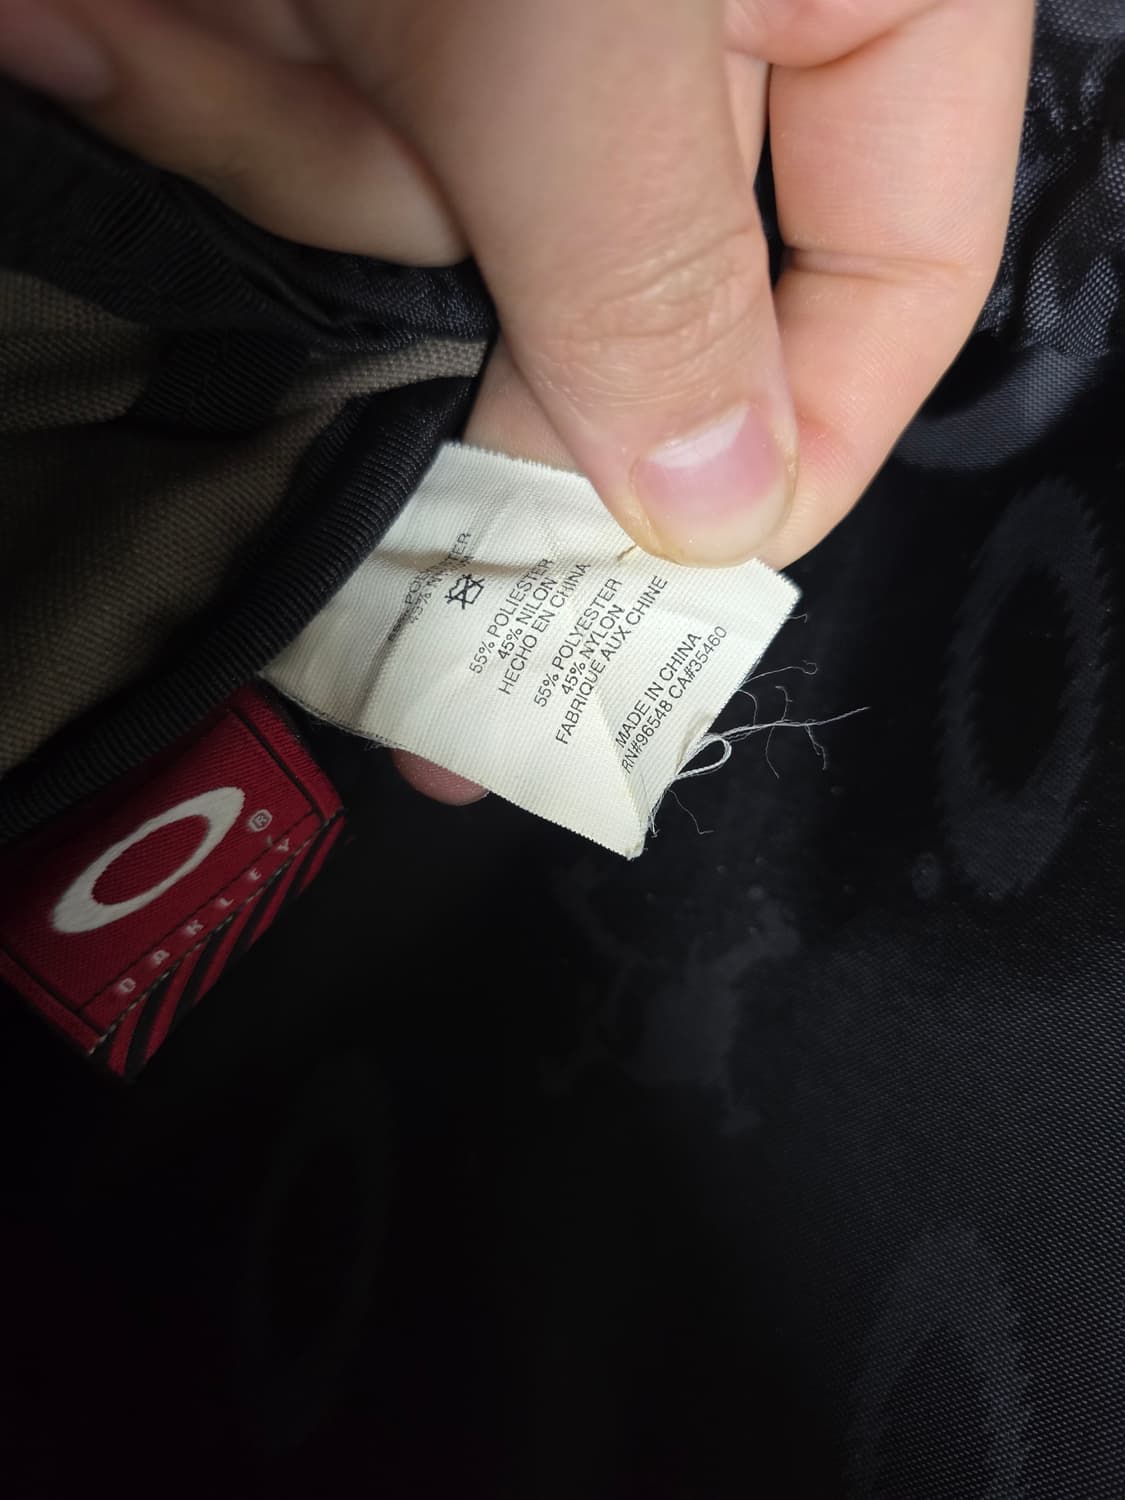 55% POLIESTER
45% NILON
HECHO EN CHINA
55% POLYESTER
45% NYLON
FABRIQUE AUX CHINE
MADE IN CHINA
RN#96548 CA#35460
®
OAKLEY